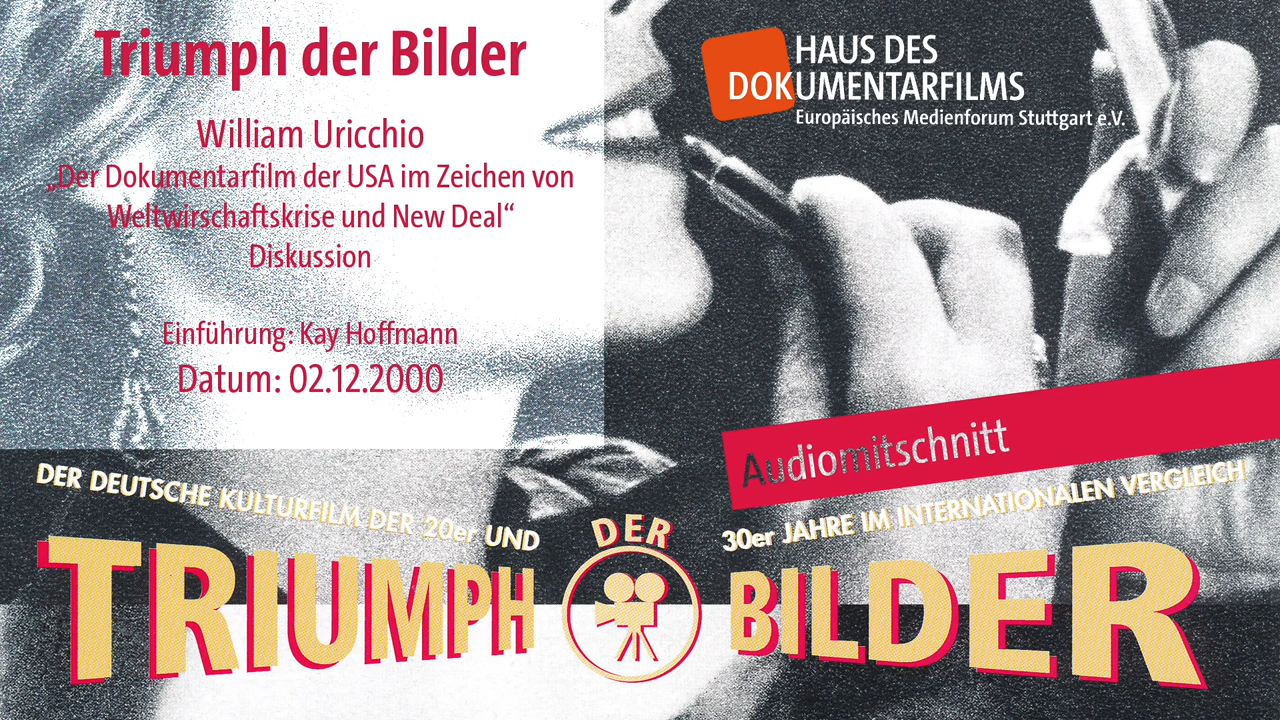 Triumph der Bilder
William Uricchio
„Der Dokumentarfilm der USA im Zeichen von
Weltwirschaftskrise und New Deal“
Diskussion
Einführung: Kay Hoffmann
Datum: 02.12.2000
HAUS DES
DOKUMENTARFILMS
Europäisches Medienforum Stuttgart e.V.
Audiomitschnitt
DER DEUTSCHE KULTURFILM DER 20er UND
30er JAHRE IM INTERNATIONALEN VERGLEICH
TRIUMPH
DER
BILDER